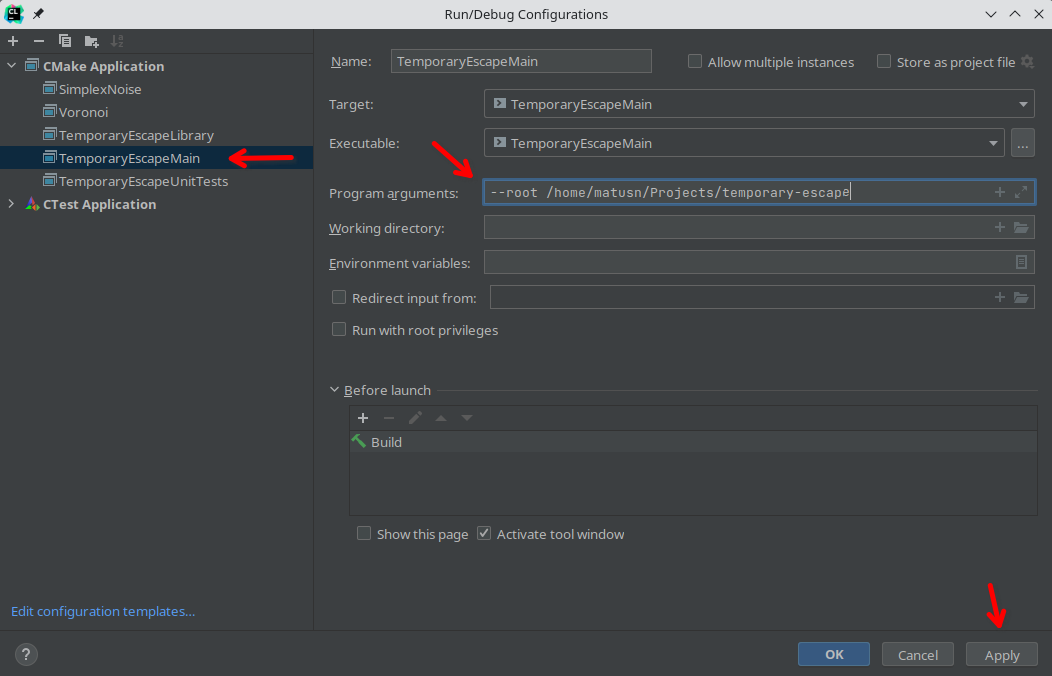 CL
Run/Debug Configurations
CMake Application
SimplexNoise
Voronoi
TemporaryEscapeLibrary
TemporaryEscapeMain
TemporaryEscapeUnitTests
CTest Application
Edit configuration templates...
Name: TemporaryEscapeMain Allow multiple instances Store as project file
Target: TemporaryEscapeMain
Executable: TemporaryEscapeMain ...
Program arguments: --root /home/matusn/Projects/temporary-escape
Working directory:
Environment variables:
Redirect input from:
Run with root privileges
Before launch
Build
Show this page Activate tool window
? OK Cancel Apply